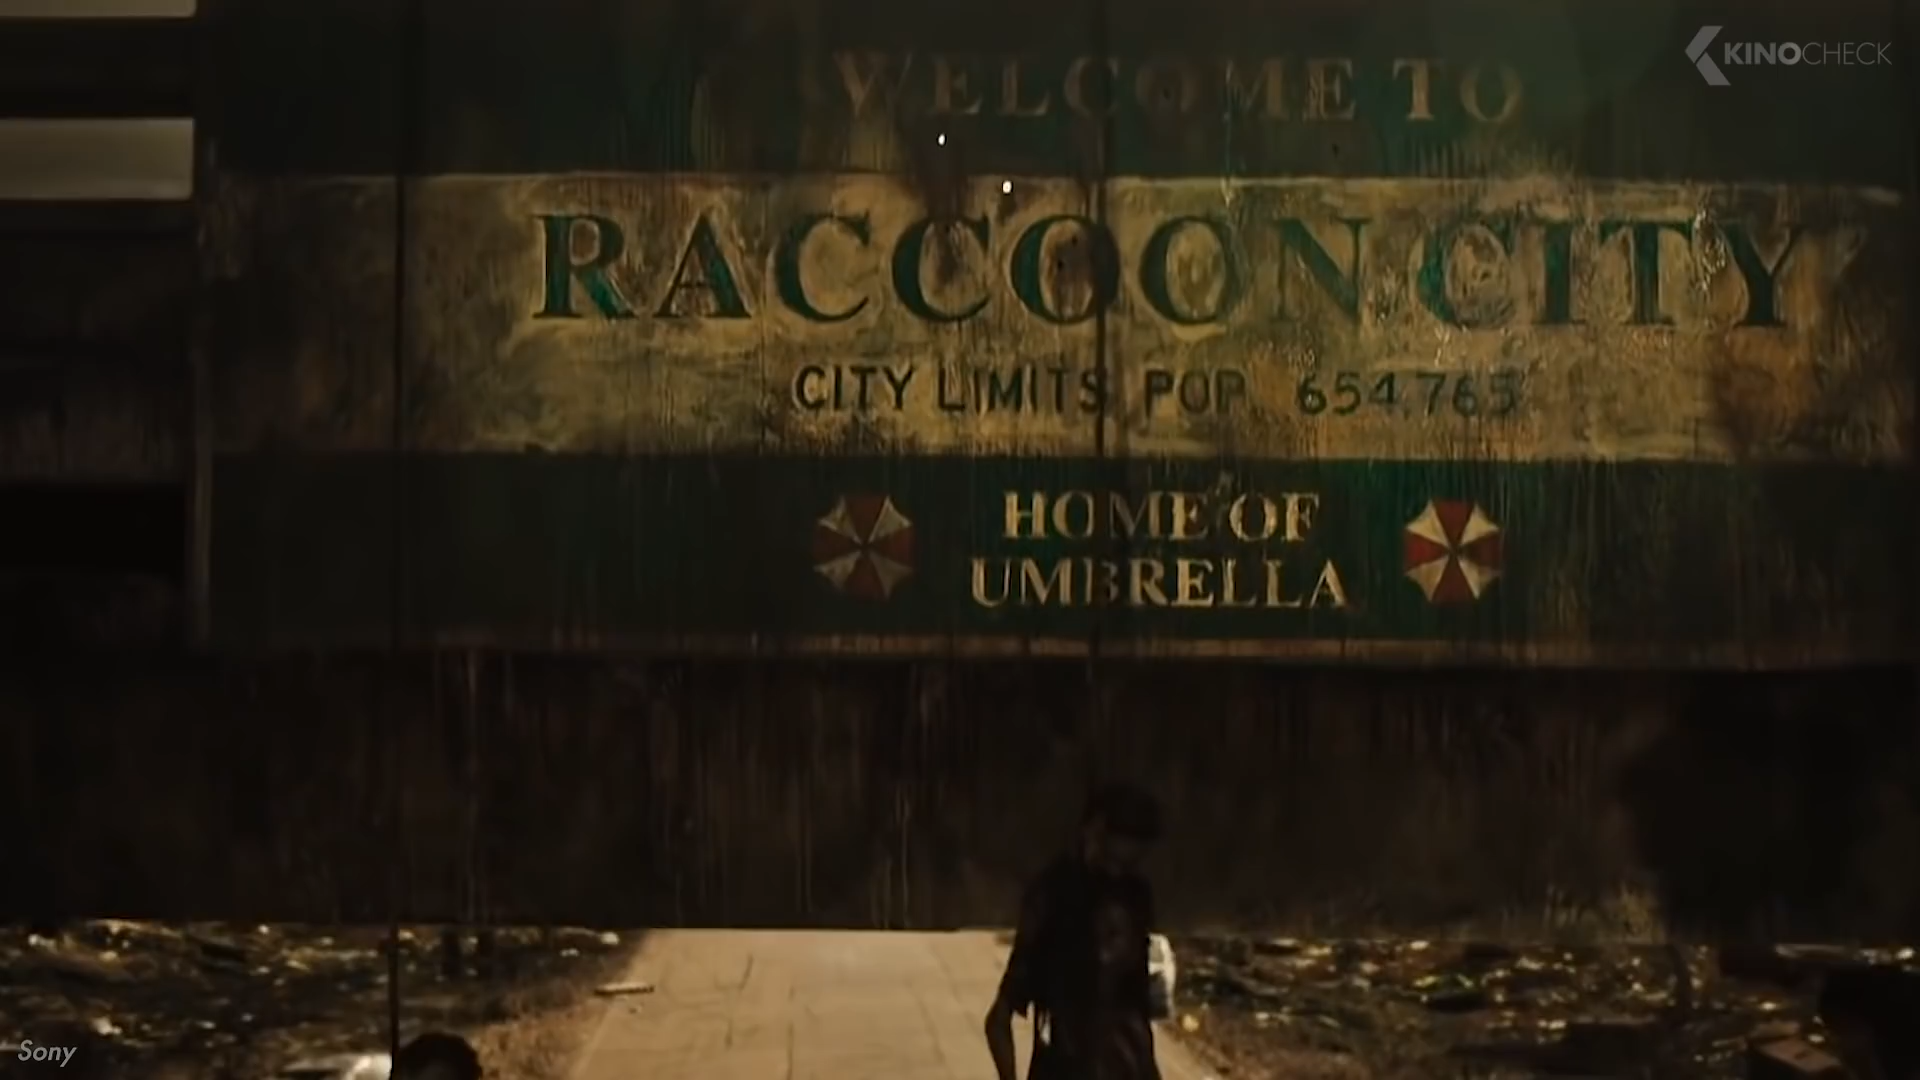 KINOCHECK
WELCOME TO
RACCOON CITY
CITY LIMITS POP. 654,765
HOME OF
UMBRELLA
Sony